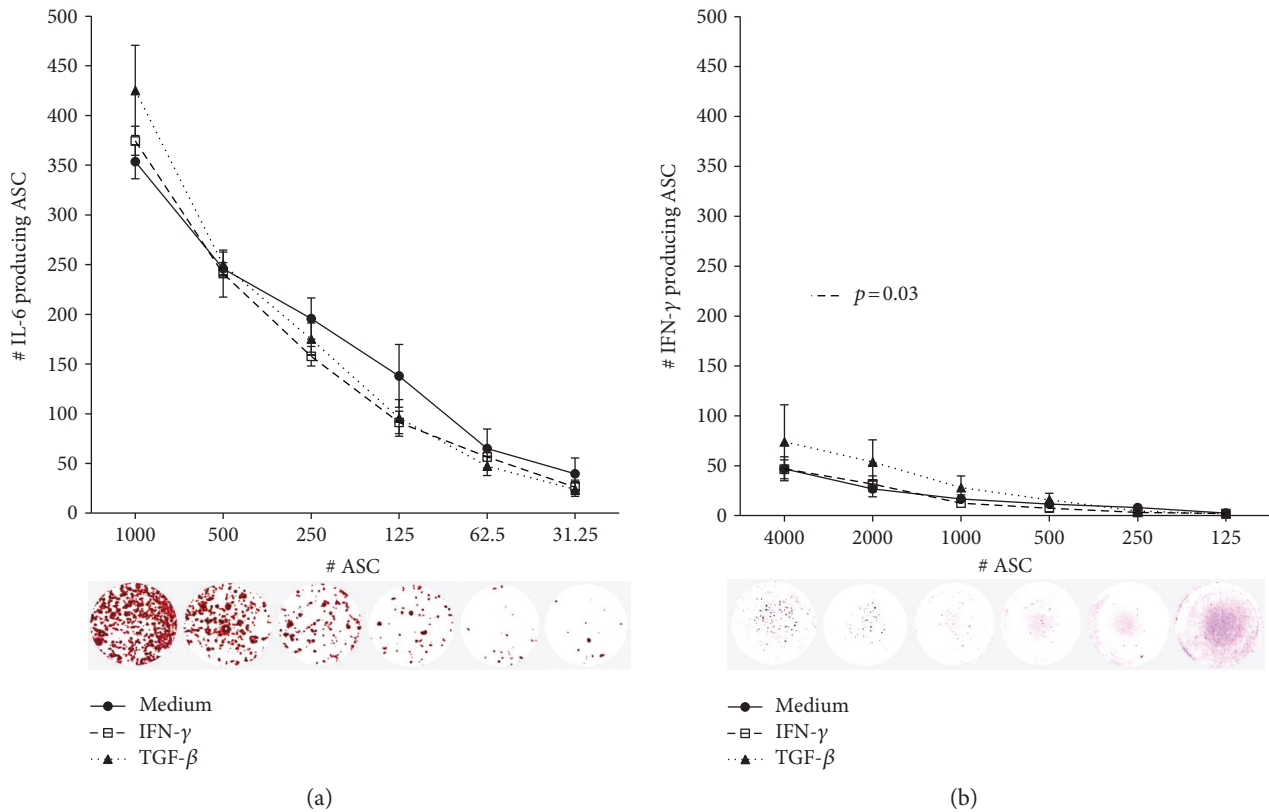 500
450
400
350
300
250
200
150
100
50
0
# IL-6 producing ASC
1000 500 250 125 62.5 31.25
# ASC
Medium
IFN-γ
TGF-β
(a)
500
450
400
350
300
250
200
150
100
50
0
# IFN-γ producing ASC
p = 0.03
4000 2000 1000 500 250 125
# ASC
Medium
IFN-γ
TGF-β
(b)